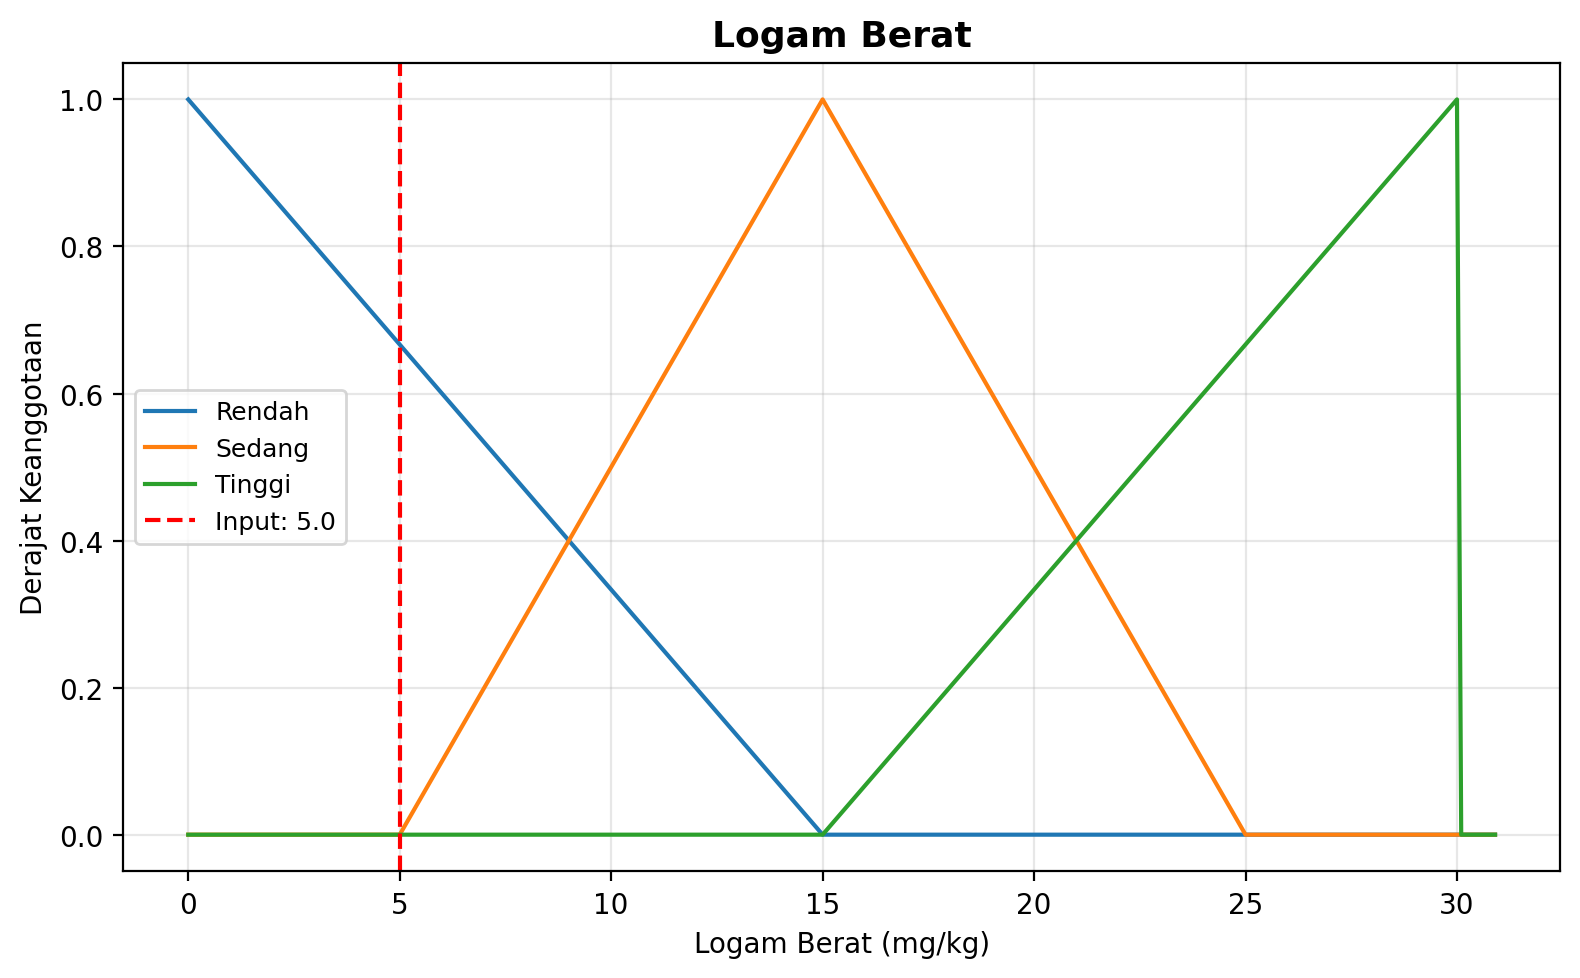 Logam Berat
Derajat Keanggotaan
1.0
0.8
0.6
0.4
0.2
0.0
Rendah
Sedang
Tinggi
Input: 5.0
0 5 10 15 20 25 30
Logam Berat (mg/kg)